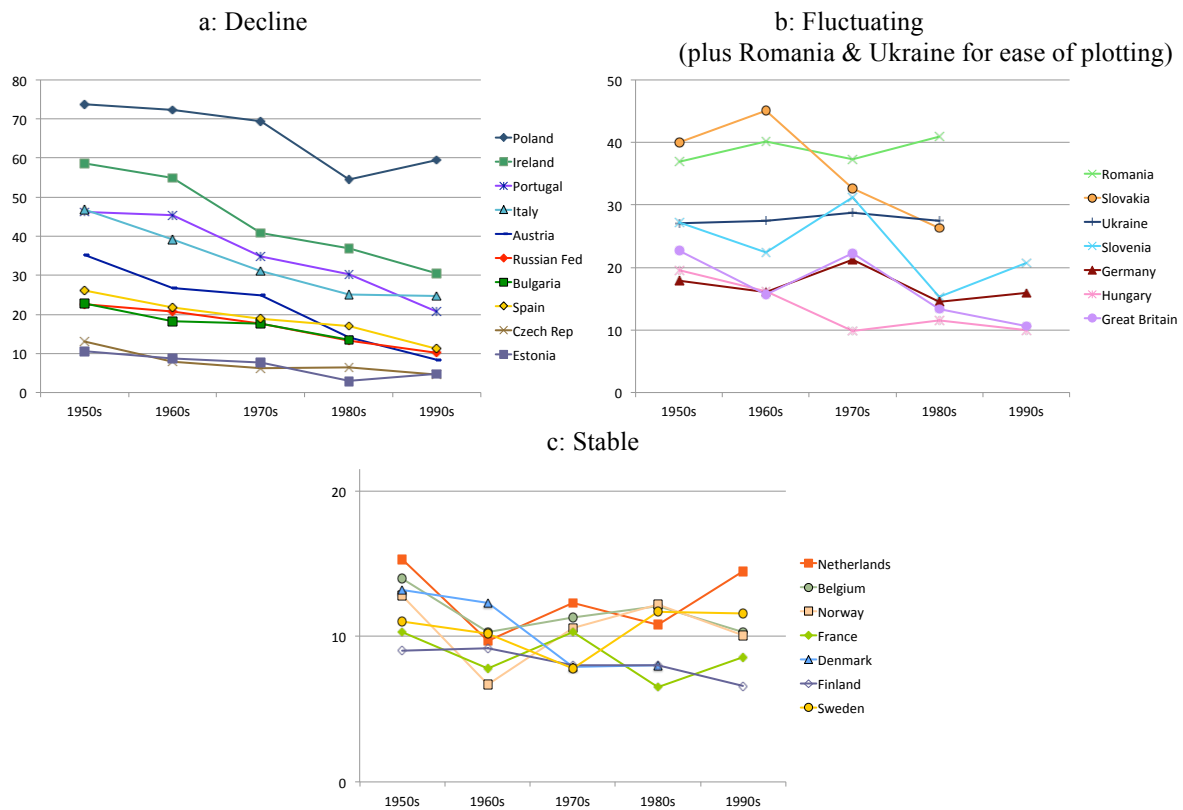 a: Decline
80
70
60
50
40
30
20
10
0
1950s 1960s 1970s 1980s 1990s
Poland
Ireland
Portugal
Italy
Austria
Russian Fed
Bulgaria
Spain
Czech Rep
Estonia
b: Fluctuating
(plus Romania & Ukraine for ease of plotting)
50
40
30
20
10
0
1950s 1960s 1970s 1980s 1990s
Romania
Slovakia
Ukraine
Slovenia
Germany
Hungary
Great Britain
c: Stable
20
10
0
1950s 1960s 1970s 1980s 1990s
Netherlands
Belgium
Norway
France
Denmark
Finland
Sweden